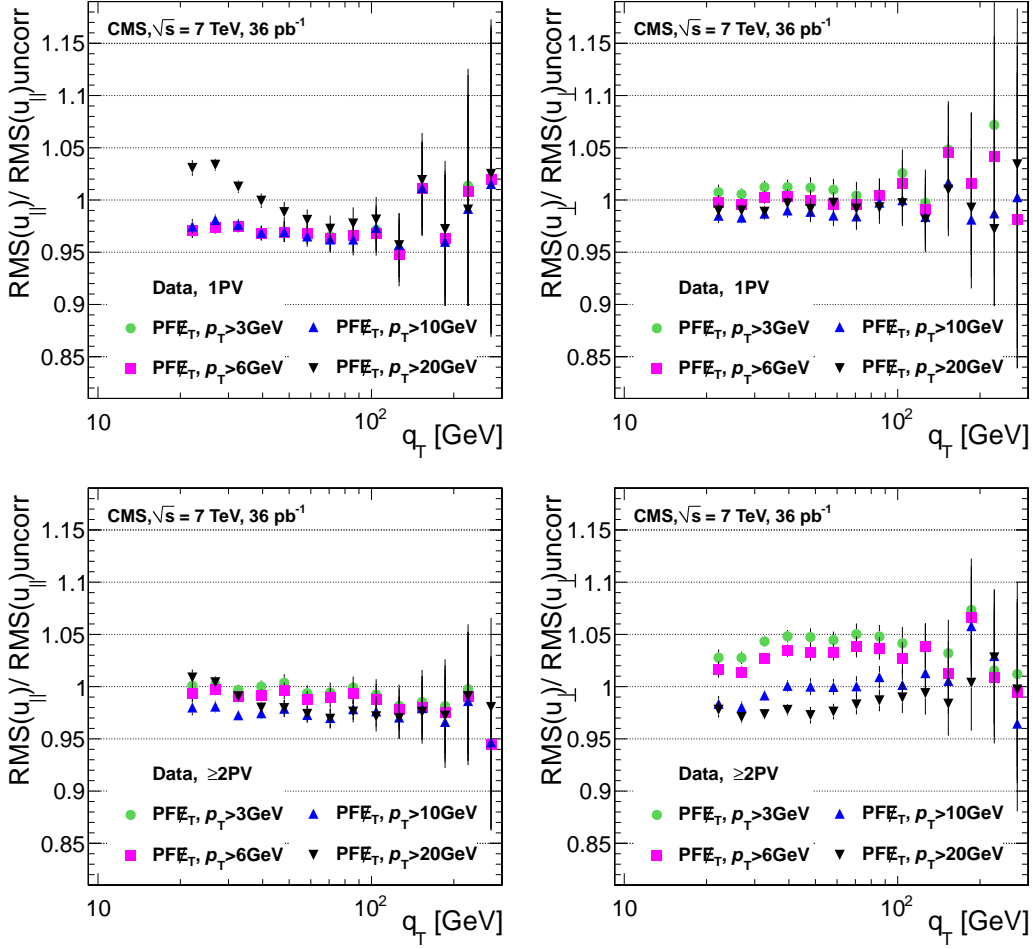 CMS, √s = 7 TeV, 36 pb⁻¹
RMS(u∥)/ RMS(u∥)uncorr
1.15
1.1
1.05
1
0.95
0.9
0.85
Data, 1PV
PFE̸T, pT>3GeV
PFE̸T, pT>10GeV
PFE̸T, pT>6GeV
PFE̸T, pT>20GeV
10
10²
qT [GeV]
CMS, √s = 7 TeV, 36 pb⁻¹
RMS(u⊥)/ RMS(u⊥)uncorr
1.15
1.1
1.05
1
0.95
0.9
0.85
Data, 1PV
PFE̸T, pT>3GeV
PFE̸T, pT>10GeV
PFE̸T, pT>6GeV
PFE̸T, pT>20GeV
10
10²
qT [GeV]
CMS, √s = 7 TeV, 36 pb⁻¹
RMS(u∥)/ RMS(u∥)uncorr
1.15
1.1
1.05
1
0.95
0.9
0.85
Data, ≥2PV
PFE̸T, pT>3GeV
PFE̸T, pT>10GeV
PFE̸T, pT>6GeV
PFE̸T, pT>20GeV
10
10²
qT [GeV]
CMS, √s = 7 TeV, 36 pb⁻¹
RMS(u⊥)/ RMS(u⊥)uncorr
1.15
1.1
1.05
1
0.95
0.9
0.85
Data, ≥2PV
PFE̸T, pT>3GeV
PFE̸T, pT>10GeV
PFE̸T, pT>6GeV
PFE̸T, pT>20GeV
10
10²
qT [GeV]